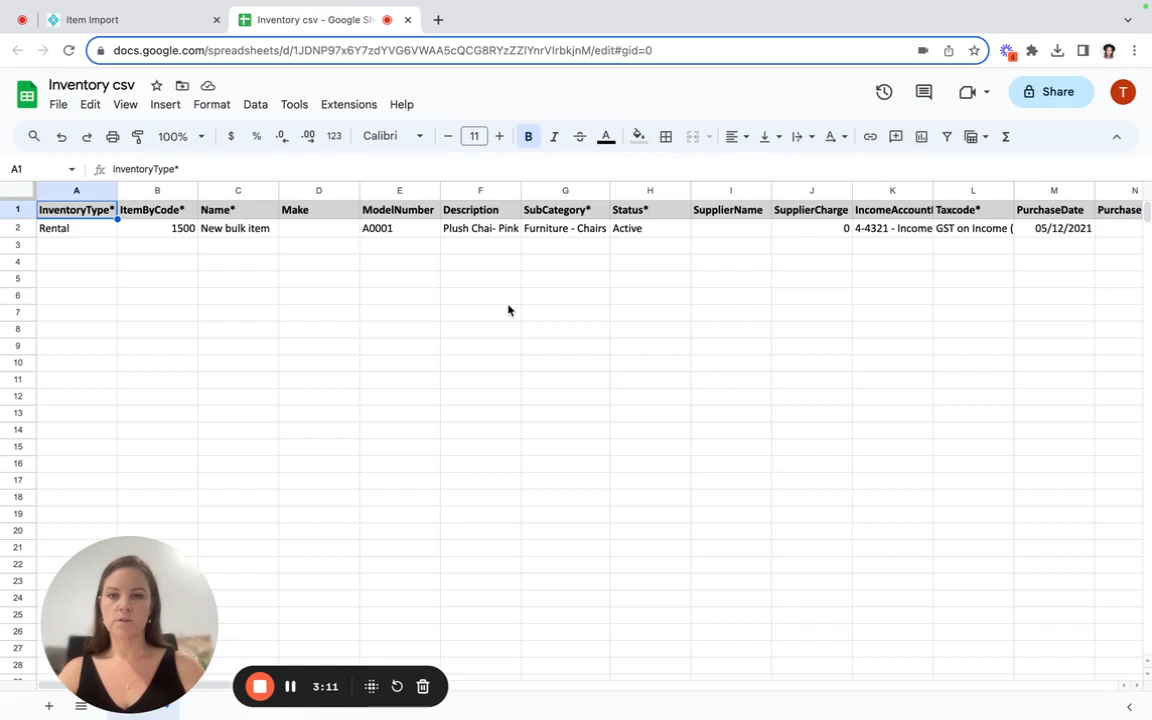 Item Import
Inventory csv - Google Sh
docs.google.com/spreadsheets/d/1JDNP97x6Y7zdYVG6VWAA5cQCG8RYzZZIYnrVIrbkjnM/edit#gid=0
4
Inventory csv
File Edit View Insert Format Data Tools Extensions Help
Share
T
100% $ % .0 .00 123 Calibri 11 B I A
A1 fx InventoryType*
A B C D E F G H I J K L M N
1 InventoryType* ItemByCode* Name* Make ModelNumber Description SubCategory* Status* SupplierName SupplierCharge IncomeAccount Taxcode* PurchaseDate Purchase
2 Rental 1500 New bulk item A0001 Plush Chai- Pink Furniture - Chairs Active 0 4-4321 - Income GST on Income ( 05/12/2021
3
4
5
6
7
8
9
10
11
12
13
14
15
16
17
18
19
20
21
22
23
24
25
26
27
28
3:11